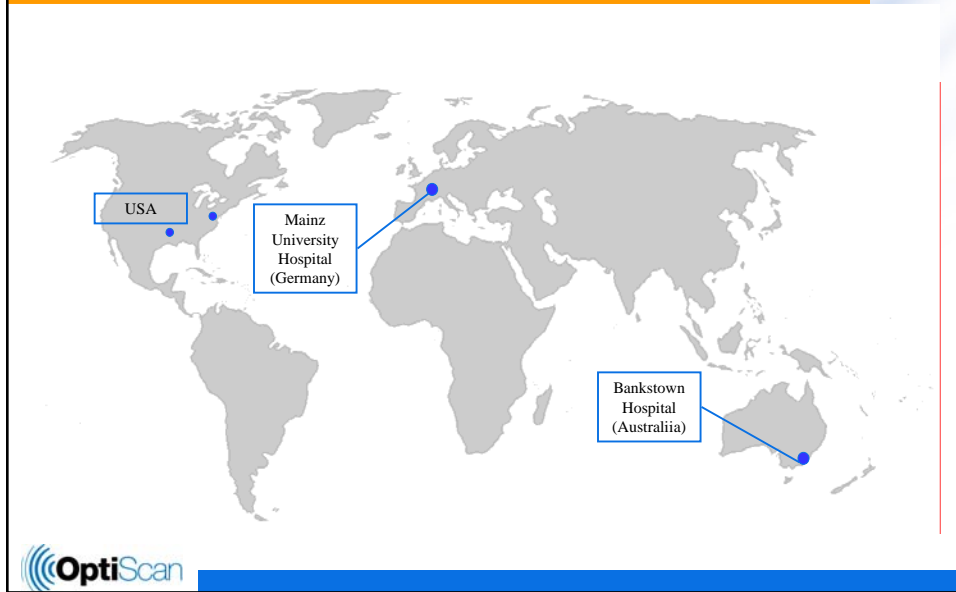 USA
Mainz
University
Hospital
(Germany)
Bankstown
Hospital
(Australiia)
OptiScan